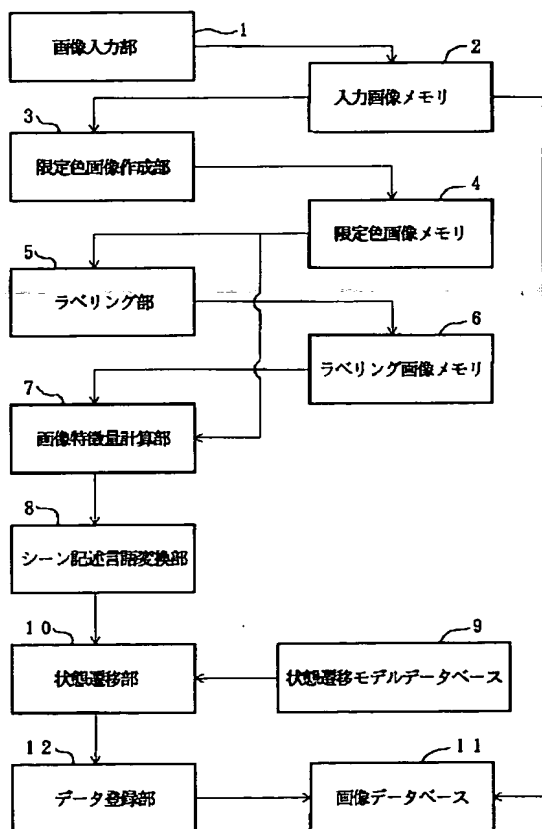 1
画像入力部
2
入力画像メモリ
3
限定色画像作成部
4
限定色画像メモリ
5
ラベリング部
6
ラベリング画像メモリ
7
画像特徴量計算部
8
シーン記述言語変換部
10
状態遷移部
9
状態遷移モデルデータベース
12
データ登録部
11
画像データベース